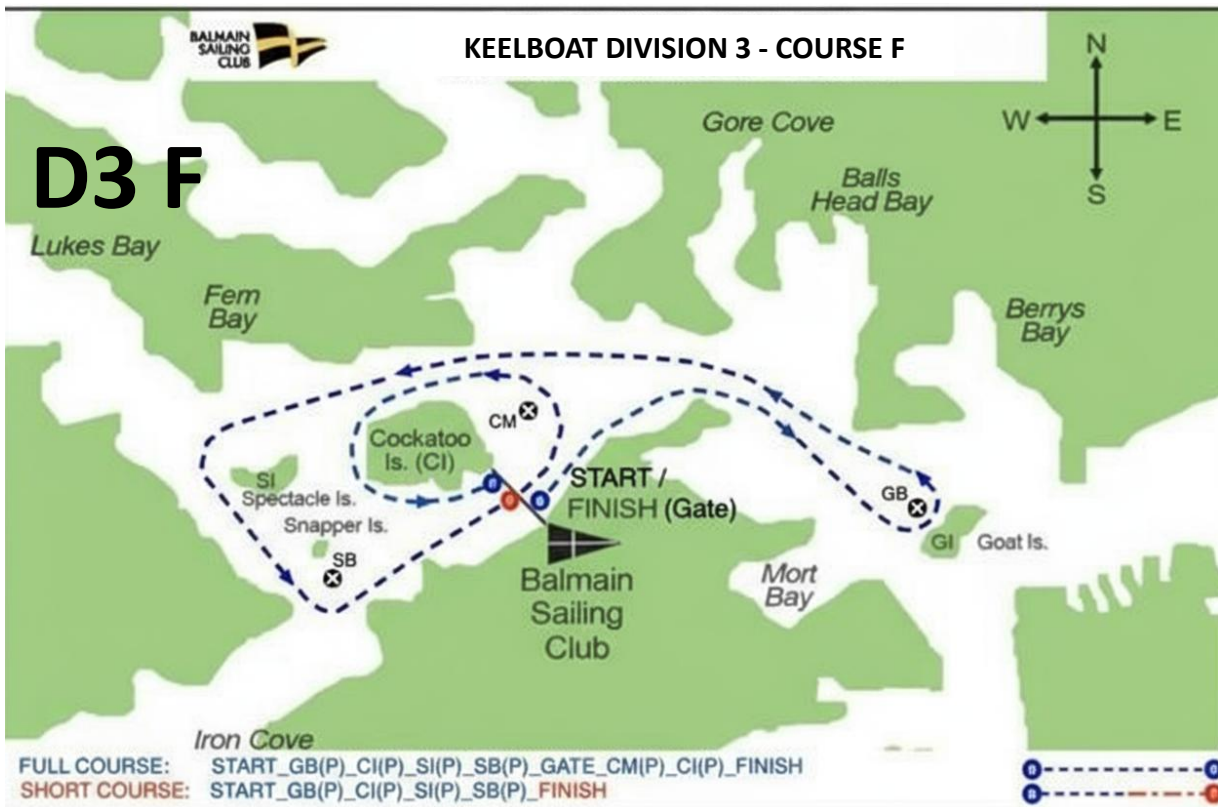 BALMAIN
SAILING
CLUB
KEELBOAT DIVISION 3 - COURSE F
N
W E
S
D3 F
Gore Cove
Balls
Head Bay
Lukes Bay
Fern
Bay
Berrys
Bay
CM
Cockatoo
Is. (CI)
SI
Spectacle Is.
START /
FINISH (Gate)
GB
Snapper Is.
GI Goat Is.
SB
Balmain
Sailing
Club
Mort
Bay
Iron Cove
FULL COURSE: START_GB(P)_CI(P)_SI(P)_SB(P)_GATE_CM(P)_CI(P)_FINISH
SHORT COURSE: START_GB(P)_CI(P)_SI(P)_SB(P)_FINISH